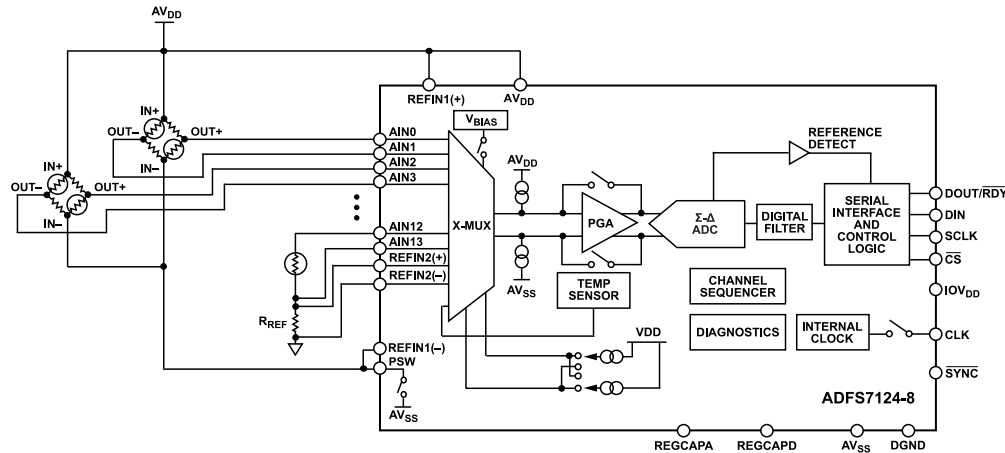 AVDD
REFIN1(+)
AVDD
IN+
OUT–
OUT+
IN–
IN+
OUT–
OUT+
IN–
AIN0
AIN1
AIN2
AIN3
AIN12
AIN13
REFIN2(+)
REFIN2(–)
RREF
REFIN1(–)
PSW
AVSS
VBIAS
X-MUX
AVDD
AVSS
PGA
TEMP
SENSOR
VDD
Σ-Δ
ADC
REFERENCE
DETECT
DIGITAL
FILTER
SERIAL
INTERFACE
AND
CONTROL
LOGIC
CHANNEL
SEQUENCER
DIAGNOSTICS
INTERNAL
CLOCK
DOUT/RDY
DIN
SCLK
CS
IOVDD
CLK
SYNC
ADFS7124-8
REGCAPA
REGCAPD
AVSS
DGND